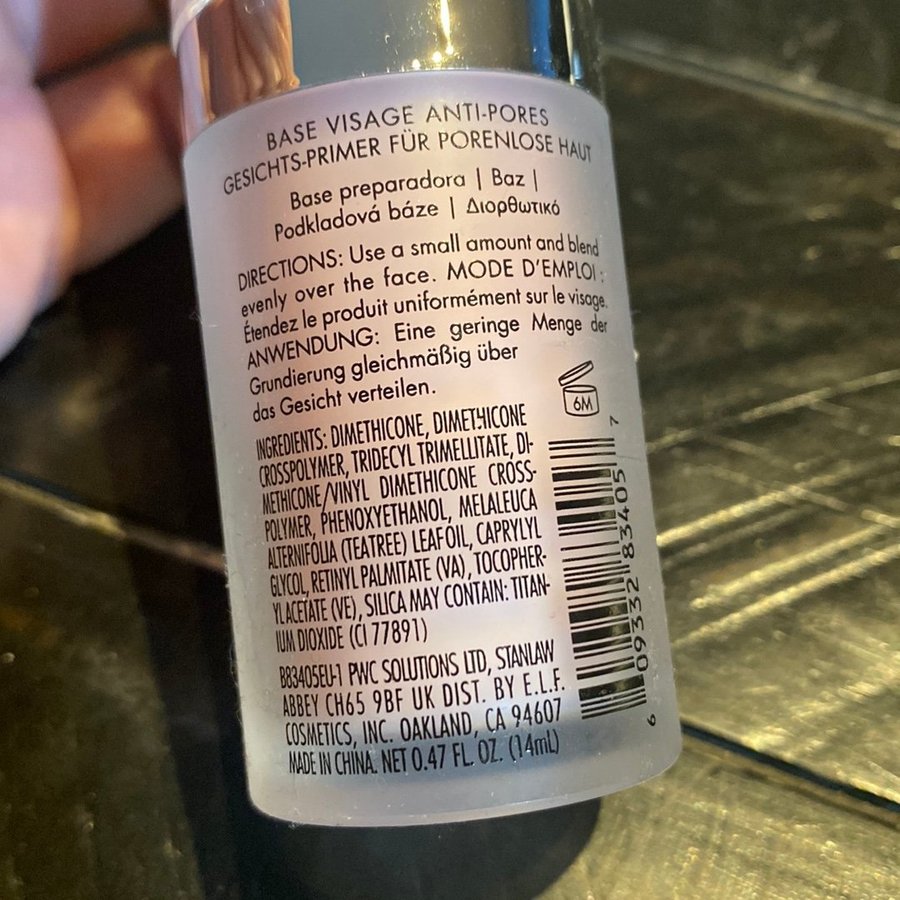 BASE VISAGE ANTI-PORES
GESICHTS-PRIMER FÜR PORENLOSE HAUT
Base preparadora | Baz |
Podkladová báze | Διορθωτικό
DIRECTIONS: Use a small amount and blend
evenly over the face. MODE D'EMPLOI :
Étendez le produit uniformément sur le visage.
ANWENDUNG: Eine geringe Menge der
Grundierung gleichmäßig über
das Gesicht verteilen.
6M
INGREDIENTS: DIMETHICONE, DIMETHICONE
CROSSPOLYMER, TRIDECYL TRIMELLITATE, DI-
METHICONE/VINYL DIMETHICONE CROSS-
POLYMER, PHENOXYETHANOL, MELALEUCA
ALTERNIFOLIA (TEATREE) LEAFOIL, CAPRYLYL
GLYCOL, RETINYL PALMITATE (VA), TOCOPHER-
YLACETATE (VE), SILICA MAY CONTAIN: TITAN-
IUM DIOXIDE (CI 77891)
B83405EU-1 PWC SOLUTIONS LTD, STANLAW
ABBEY CH65 9BF UK DIST. BY E.L.F.
COSMETICS, INC. OAKLAND, CA 94607
MADE IN CHINA. NET 0.47 FL. OZ. (14mL)
6 09332 83405 7